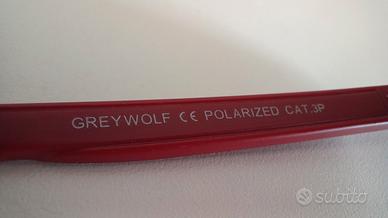 GREYWOLF CE POLARIZED CAT.3P
subito